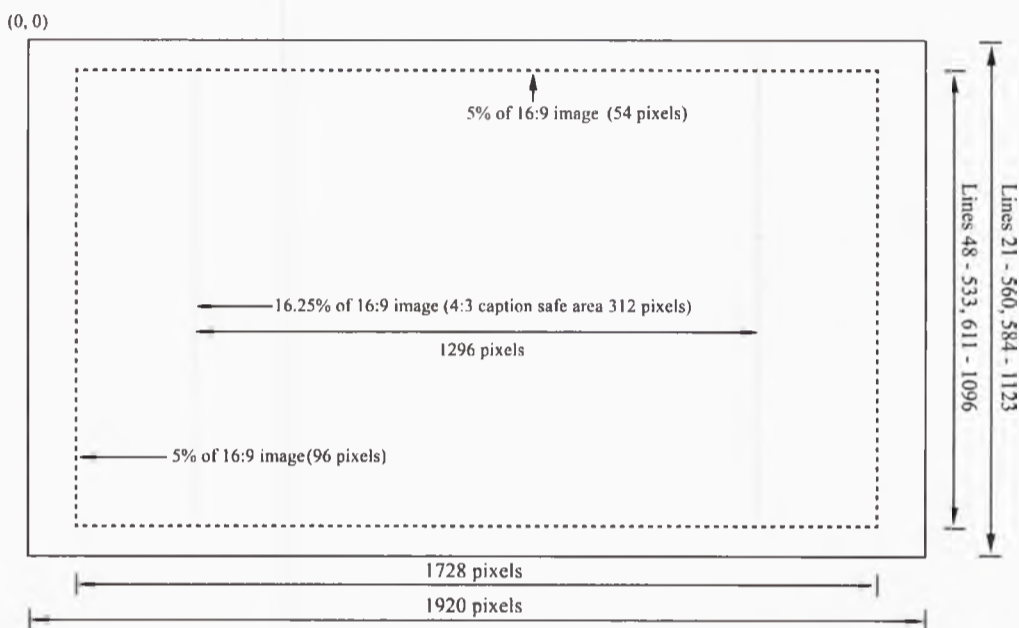 (0, 0)
5% of 16:9 image (54 pixels)
16.25% of 16:9 image (4:3 caption safe area 312 pixels)
1296 pixels
5% of 16:9 image(96 pixels)
Lines 48 - 533, 611 - 1096
Lines 21 - 560, 584 - 1123
1728 pixels
1920 pixels